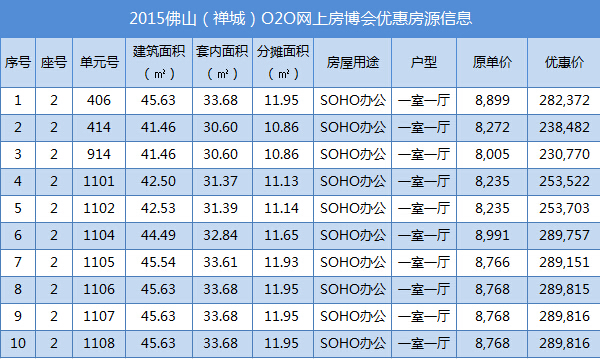 2015佛山（禅城）O2O网上房博会优惠房源信息
序号 座号 单元号 建筑面积（㎡） 套内面积（㎡） 分摊面积（㎡） 房屋用途 户型 原单价 优惠价
1 2 406 45.63 33.68 11.95 SOHO办公 一室一厅 8,899 282,372
2 2 414 41.46 30.60 10.86 SOHO办公 一室一厅 8,272 238,482
3 2 914 41.46 30.60 10.86 SOHO办公 一室一厅 8,005 230,770
4 2 1101 42.50 31.37 11.13 SOHO办公 一室一厅 8,235 253,522
5 2 1102 42.53 31.39 11.14 SOHO办公 一室一厅 8,235 253,703
6 2 1104 44.49 32.84 11.65 SOHO办公 一室一厅 8,991 289,757
7 2 1105 45.54 33.61 11.93 SOHO办公 一室一厅 8,766 289,151
8 2 1106 45.63 33.68 11.95 SOHO办公 一室一厅 8,768 289,815
9 2 1107 45.63 33.68 11.95 SOHO办公 一室一厅 8,768 289,816
10 2 1108 45.63 33.68 11.95 SOHO办公 一室一厅 8,768 289,816